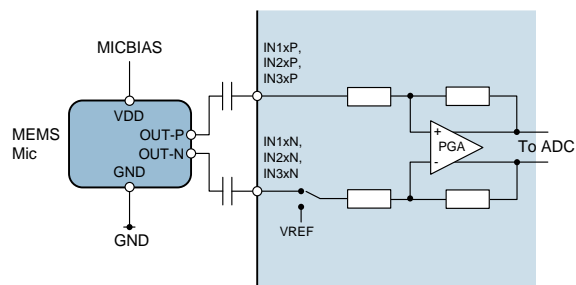 MICBIAS
IN1xP,
IN2xP,
IN3xP
VDD
MEMS
Mic
OUT-P
OUT-N
GND
IN1xN,
IN2xN,
IN3xN
+
PGA
-
To ADC
VREF
GND